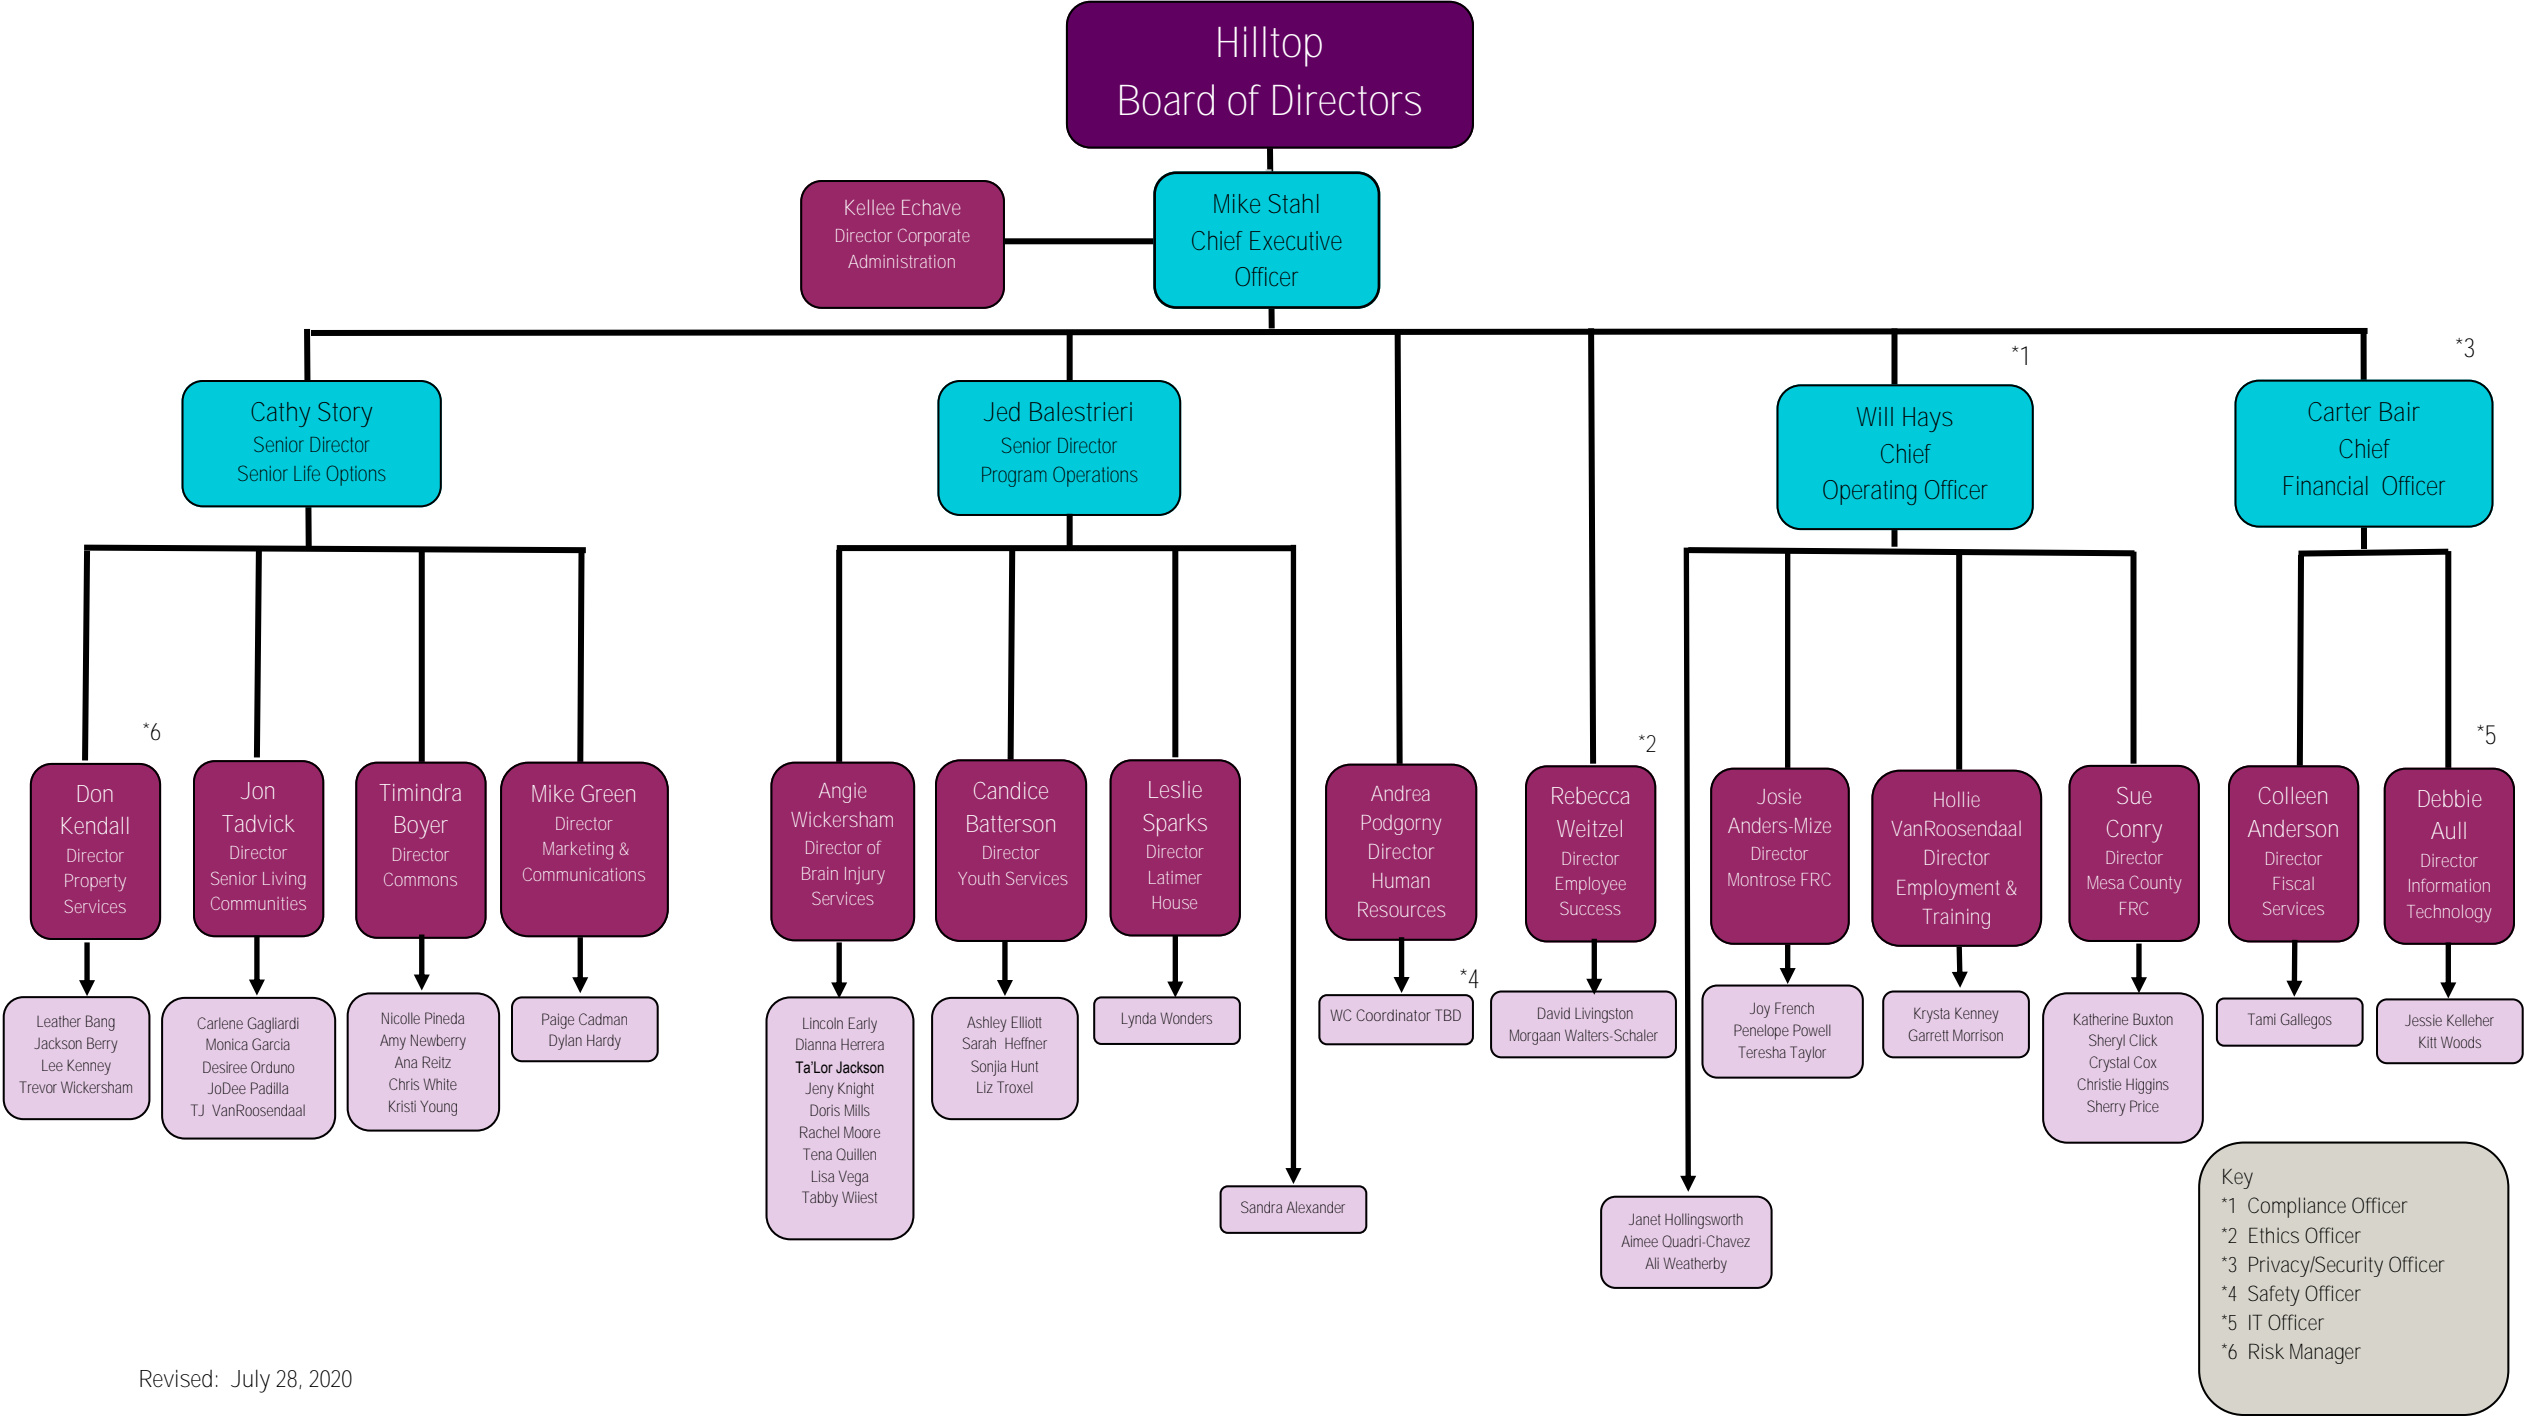 Hilltop
Board of Directors
Kellee Echave
Director Corporate
Administration
Mike Stahl
Chief Executive
Officer
*1
*3
Cathy Story
Senior Director
Senior Life Options
Jed Balestrieri
Senior Director
Program Operations
Will Hays
Chief
Operating Officer
Carter Bair
Chief
Financial  Officer
*6
*2
*5
Don
Kendall
Director
Property
Services
Jon
Tadvick
Director
Senior Living
Communities
Timindra
Boyer
Director
Commons
Mike Green
Director
Marketing &
Communications
Angie
Wickersham
Director of
Brain Injury
Services
Candice
Batterson
Director
Youth Services
Leslie
Sparks
Director
Latimer
House
Andrea
Podgorny
Director
Human
Resources
Rebecca
Weitzel
Director
Employee
Success
Josie
Anders-Mize
Director
Montrose FRC
Hollie
VanRoosendaal
Director
Employment &
Training
Sue
Conry
Director
Mesa County
FRC
Colleen
Anderson
Director
Fiscal
Services
Debbie
Aull
Director
Information
Technology
*4
Leather Bang
Jackson Berry
Lee Kenney
Trevor Wickersham
Carlene Gagliardi
Monica Garcia
Desiree Orduno
JoDee Padilla
TJ  VanRoosendaal
Nicolle Pineda
Amy Newberry
Ana Reitz
Chris White
Kristi Young
Paige Cadman
Dylan Hardy
Lincoln Early
Dianna Herrera
Ta'Lor Jackson
Jeny Knight
Doris Mills
Rachel Moore
Tena Quillen
Lisa Vega
Tabby Wiiest
Ashley Elliott
Sarah  Heffner
Sonjia Hunt
Liz Troxel
Lynda Wonders
WC Coordinator TBD
David Livingston
Morgaan Walters-Schaler
Joy French
Penelope Powell
Teresha Taylor
Krysta Kenney
Garrett Morrison
Katherine Buxton
Sheryl Click
Crystal Cox
Christie Higgins
Sherry Price
Tami Gallegos
Jessie Kelleher
Kitt Woods
Sandra Alexander
Janet Hollingsworth
Aimee Quadri-Chavez
Ali Weatherby
Key
*1  Compliance Officer
*2  Ethics Officer
*3  Privacy/Security Officer
*4  Safety Officer
*5  IT Officer
*6  Risk Manager
Revised:  July 28, 2020